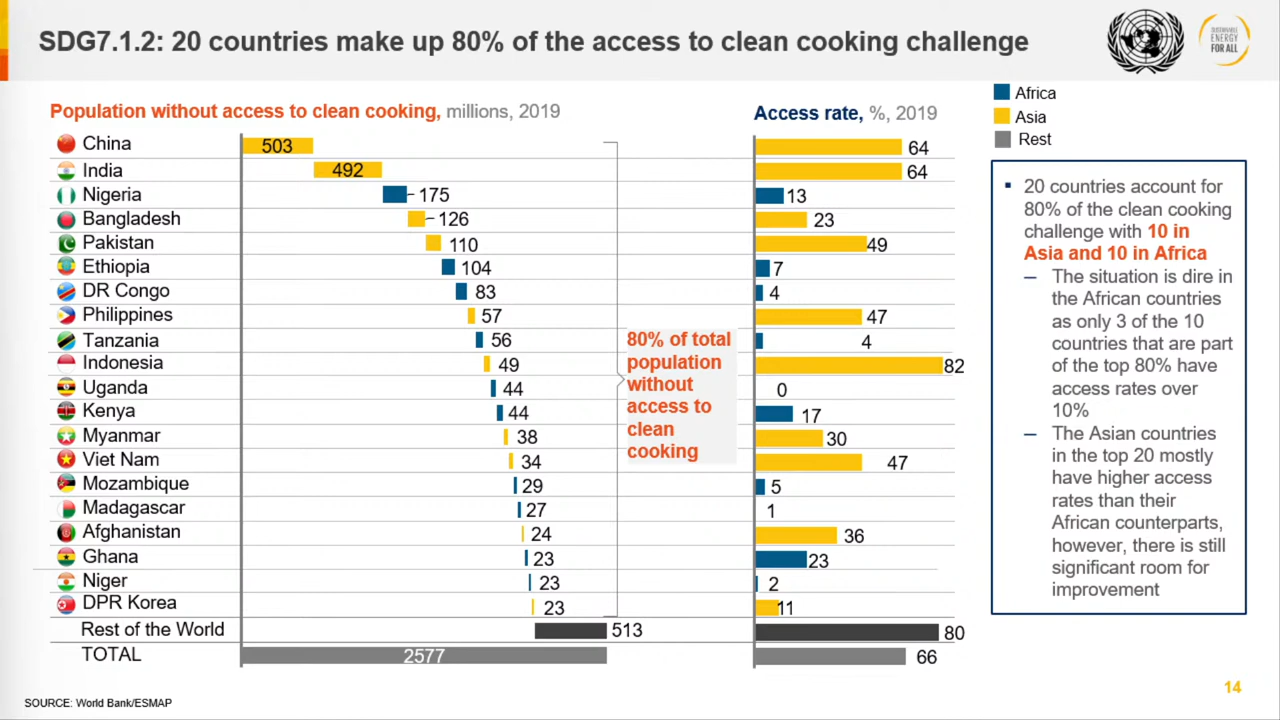 SDG7.1.2: 20 countries make up 80% of the access to clean cooking challenge
SUSTAINABLE
ENERGY
FOR ALL
Population without access to clean cooking, millions, 2019
Access rate, %, 2019
Africa
Asia
Rest
China 503 64
India 492 64
Nigeria 175 13
Bangladesh 126 23
Pakistan 110 49
Ethiopia 104 7
DR Congo 83 4
Philippines 57 47
Tanzania 56 4
Indonesia 49 82
Uganda 44 0
Kenya 44 17
Myanmar 38 30
Viet Nam 34 47
Mozambique 29 5
Madagascar 27 1
Afghanistan 24 36
Ghana 23 23
Niger 23 2
DPR Korea 23 11
Rest of the World 513 80
TOTAL 2577 66
80% of total
population
without
access to
clean
cooking
▪ 20 countries account for
80% of the clean cooking
challenge with 10 in
Asia and 10 in Africa
– The situation is dire in
the African countries
as only 3 of the 10
countries that are part
of the top 80% have
access rates over
10%
– The Asian countries
in the top 20 mostly
have higher access
rates than their
African counterparts,
however, there is still
significant room for
improvement
14
SOURCE: World Bank/ESMAP